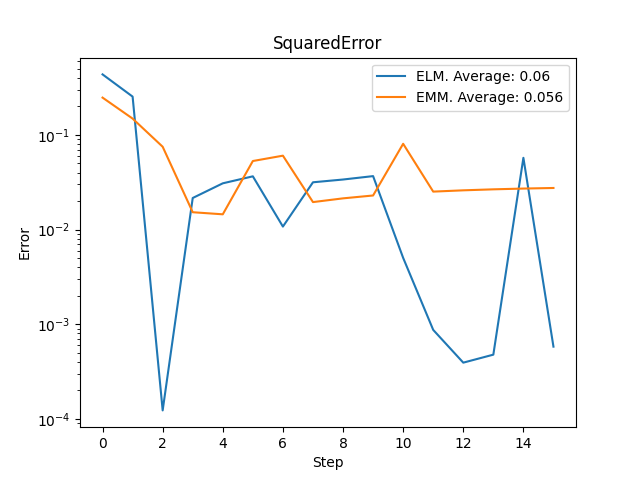 SquaredError
ELM. Average: 0.06
EMM. Average: 0.056
10⁻¹
10⁻²
10⁻³
10⁻⁴
Error
0 2 4 6 8 10 12 14
Step